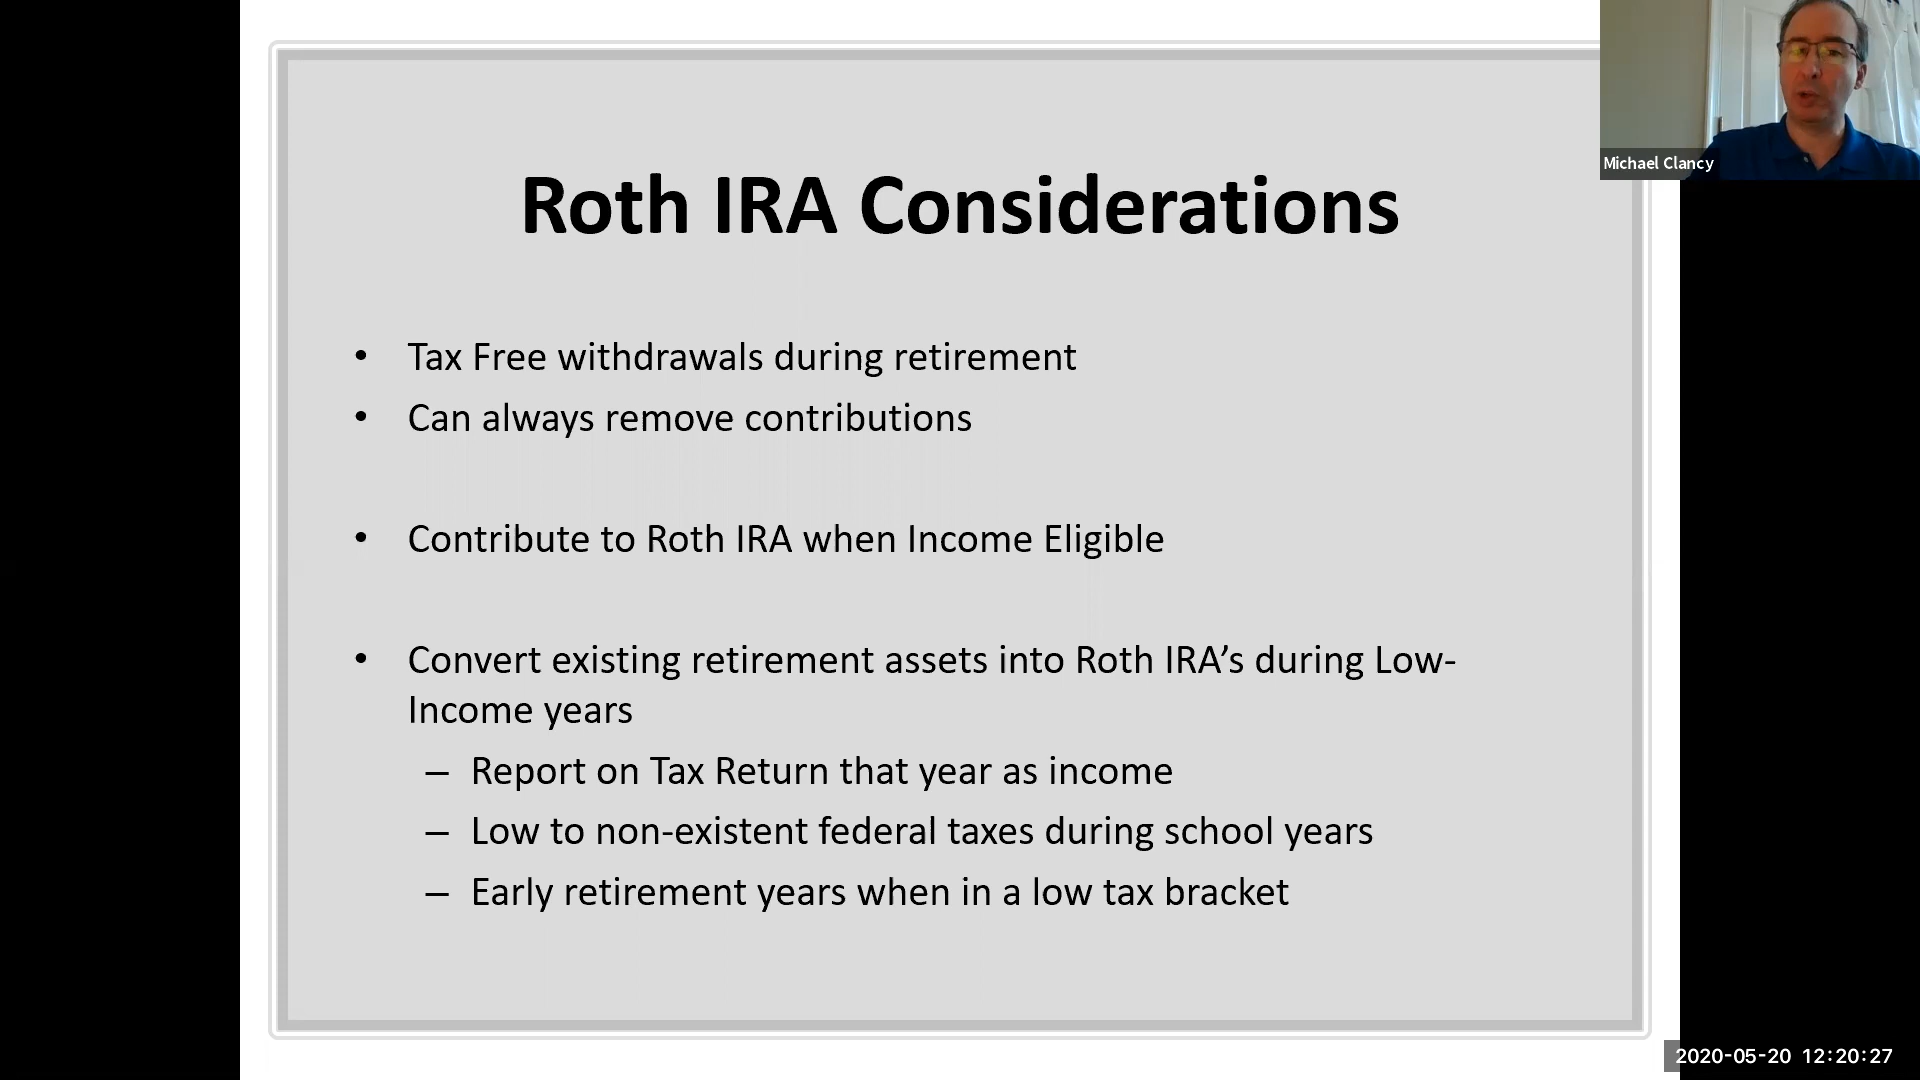 Roth IRA Considerations
• Tax Free withdrawals during retirement
• Can always remove contributions
• Contribute to Roth IRA when Income Eligible
• Convert existing retirement assets into Roth IRA’s during Low-
Income years
– Report on Tax Return that year as income
– Low to non-existent federal taxes during school years
– Early retirement years when in a low tax bracket
Michael Clancy
2020-05-20 12:20:27